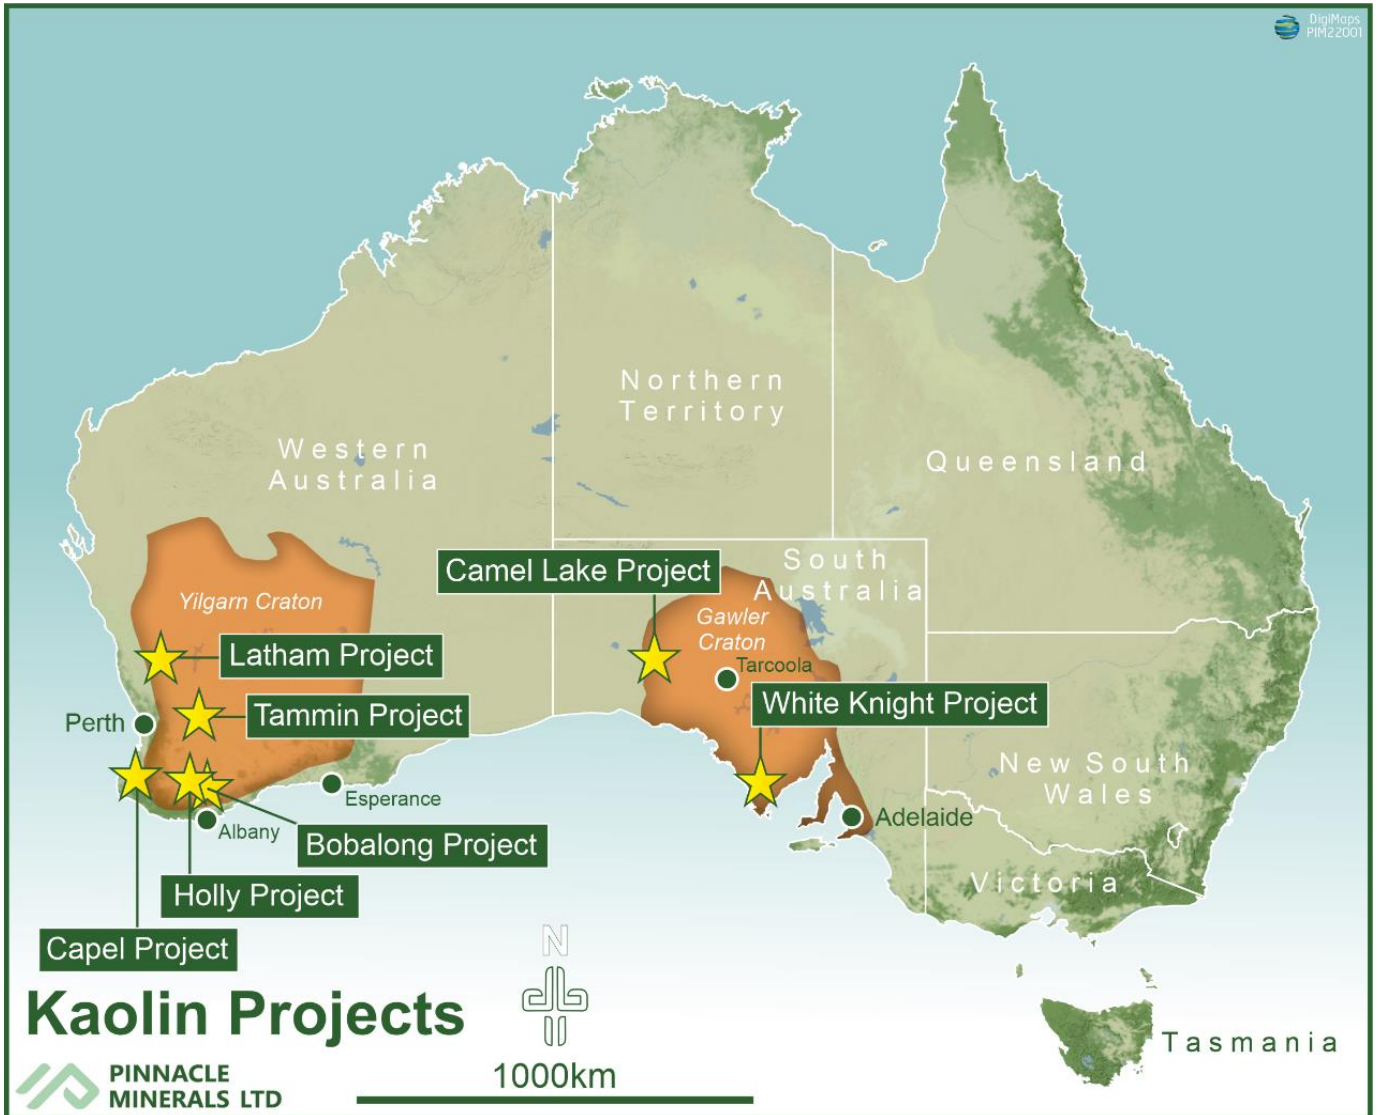 DigiMaps
PIM22001
Northern
Territory
Western
Australia
Queensland
South
Australia
Camel Lake Project
Yilgarn Craton
Gawler
Craton
Latham Project
Tarcoola
White Knight Project
Tammin Project
Perth
New South
Wales
Esperance
Adelaide
Albany
Bobalong Project
Victoria
Holly Project
Capel Project
N
Kaolin Projects
Tasmania
1000km
PINNACLE
MINERALS LTD